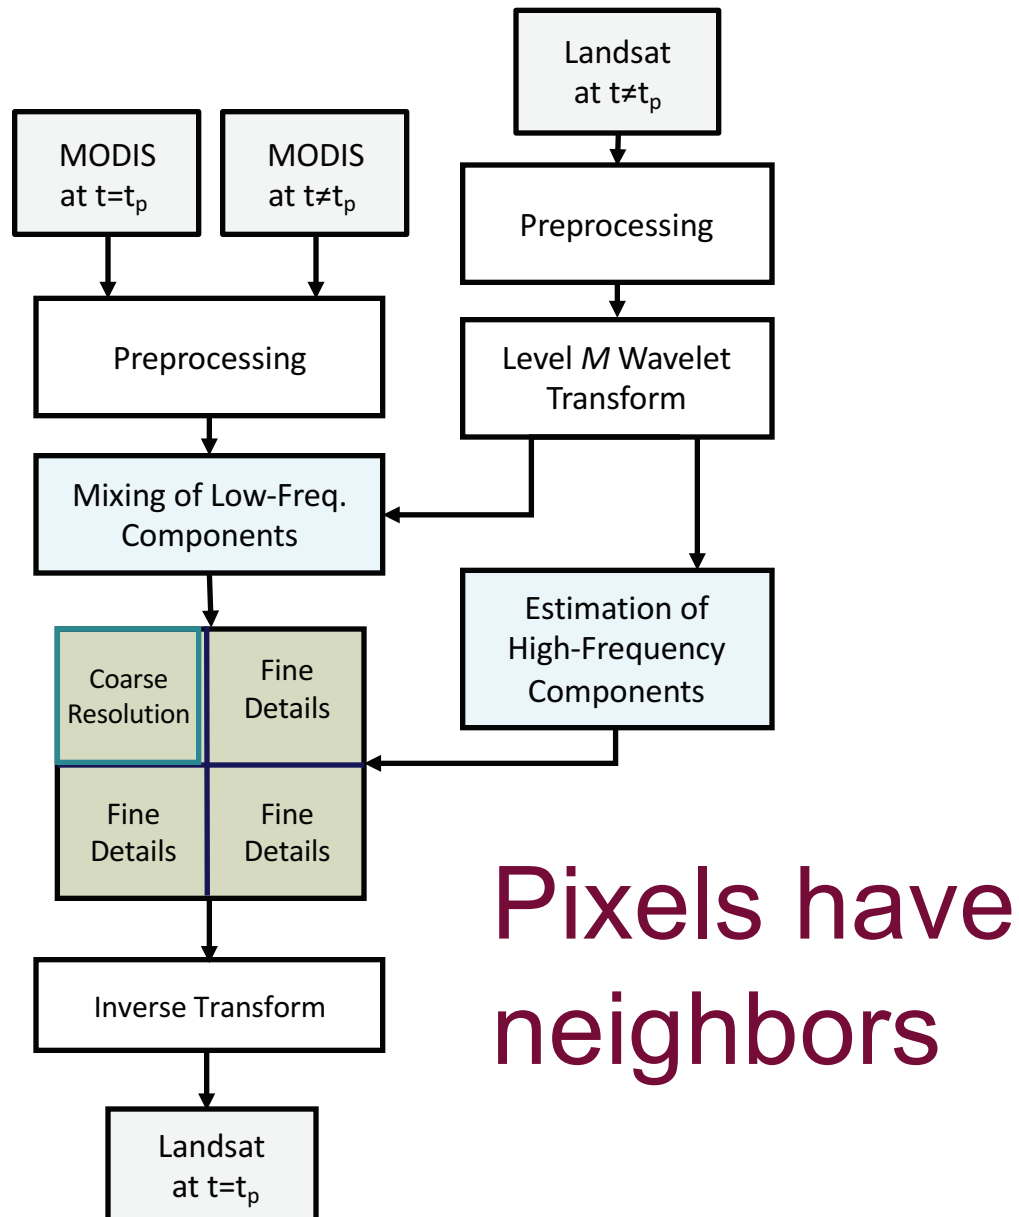 Landsat
at t≠tp
MODIS
at t=tp
MODIS
at t≠tp
Preprocessing
Preprocessing
Level M Wavelet
Transform
Mixing of Low-Freq.
Components
Estimation of
High-Frequency
Components
Coarse
Resolution
Fine
Details
Fine
Details
Fine
Details
Pixels have
neighbors
Inverse Transform
Landsat
at t=tp